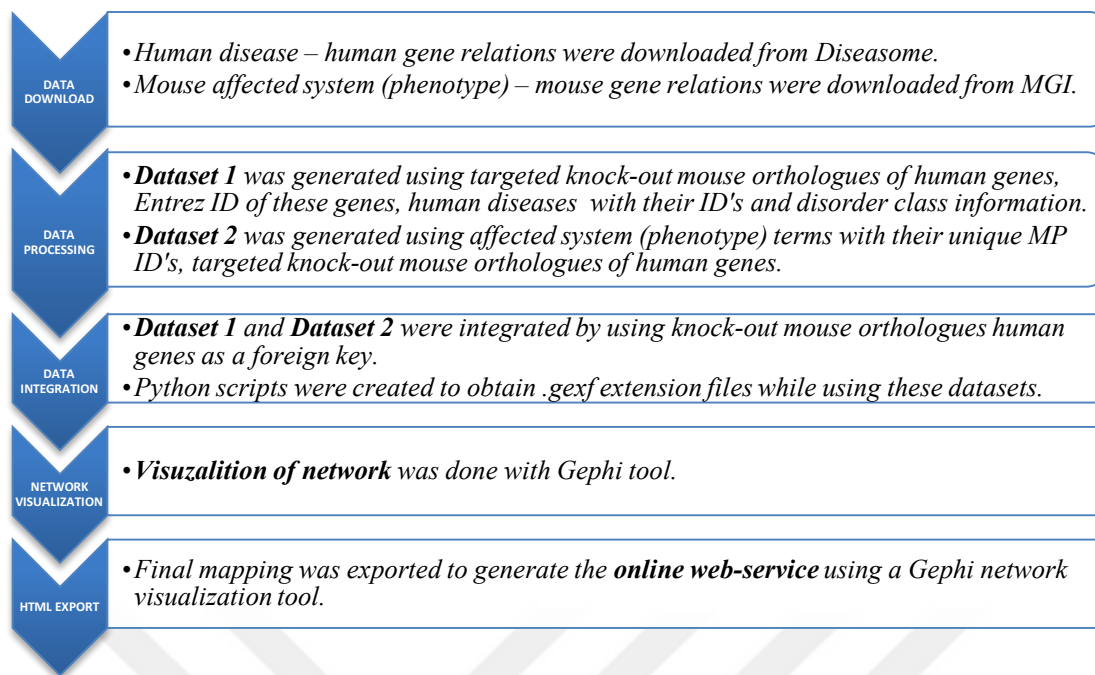 DATA
DOWNLOAD
•Human disease – human gene relations were downloaded from Diseasome.
•Mouse affected system (phenotype) – mouse gene relations were downloaded from MGI.
DATA
PROCESSING
•Dataset 1 was generated using targeted knock-out mouse orthologues of human genes,
Entrez ID of these genes, human diseases with their ID's and disorder class information.
•Dataset 2 was generated using affected system (phenotype) terms with their unique MP
ID's, targeted knock-out mouse orthologues of human genes.
DATA
INTEGRATION
•Dataset 1 and Dataset 2 were integrated by using knock-out mouse orthologues human
genes as a foreign key.
•Python scripts were created to obtain .gexf extension files while using these datasets.
NETWORK
VISUALIZATION
•Visuzalition of network was done with Gephi tool.
HTML EXPORT
•Final mapping was exported to generate the online web-service using a Gephi network
visualization tool.